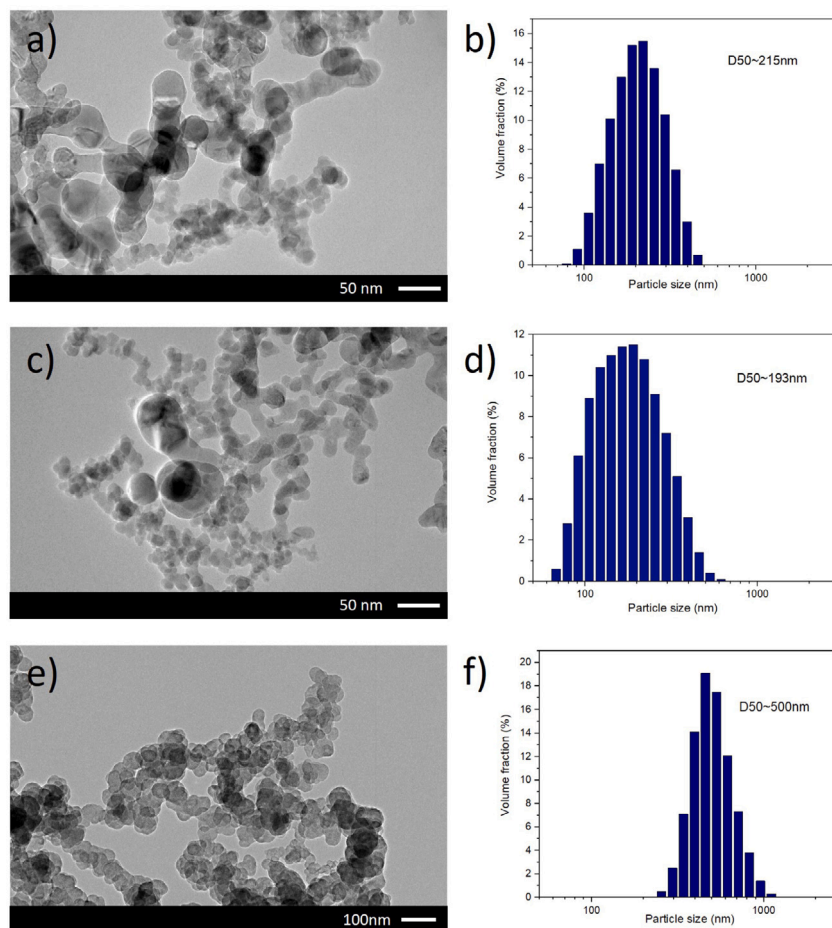 a)
50 nm
b)
D50~215nm
Volume fraction (%)
16
14
12
10
8
6
4
2
0
100 1000
Particle size (nm)
c)
50 nm
d)
D50~193nm
Volume fraction (%)
12
10
8
6
4
2
0
100 1000
Particle size (nm)
e)
100nm
f)
D50~500nm
Volume fraction (%)
20
18
16
14
12
10
8
6
4
2
0
100 1000
Particle size (nm)